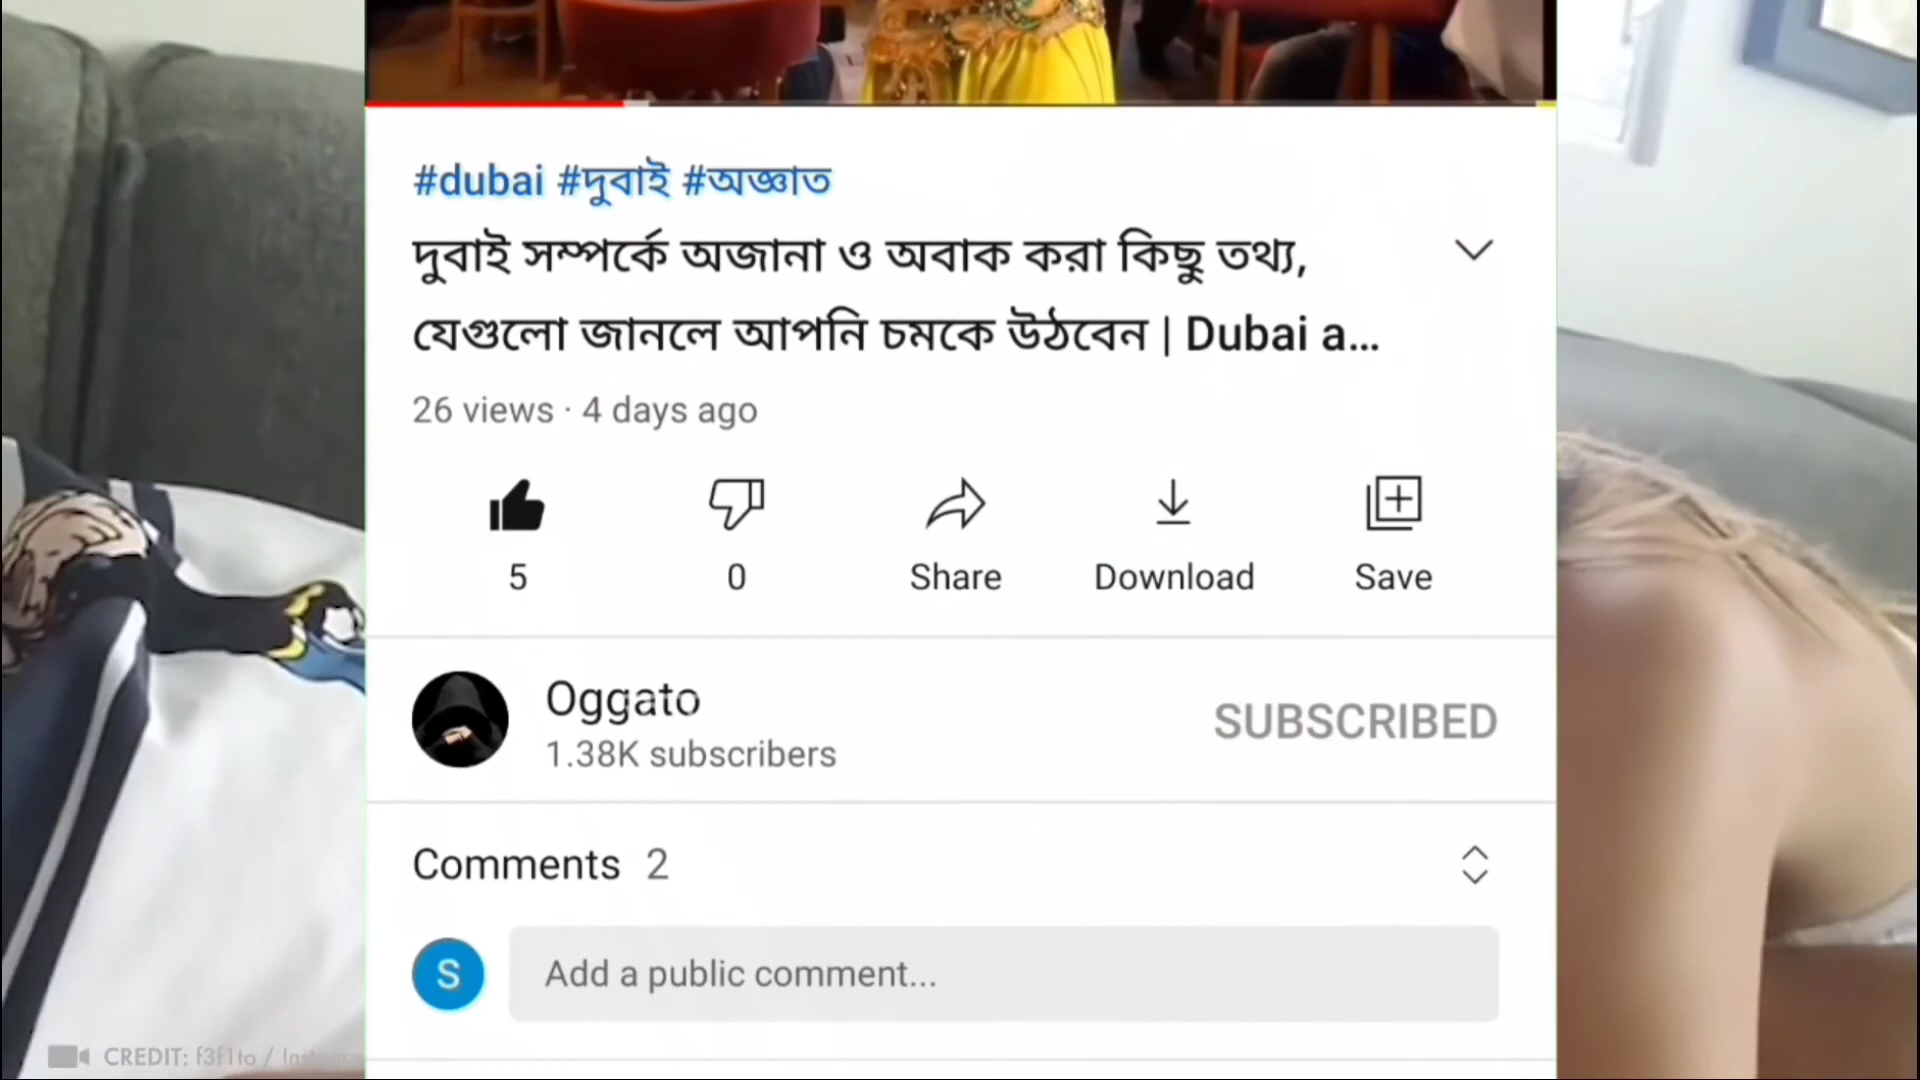 #dubai #দুবাই #অজ্ঞাত
দুবাই সম্পর্কে অজানা ও অবাক করা কিছু তথ্য,
যেগুলো জানলে আপনি চমকে উঠবেন | Dubai a...
26 views · 4 days ago
5 0 Share Download Save
Oggato
SUBSCRIBED
1.38K subscribers
Comments 2
S
Add a public comment...
CREDIT: f3f1to /